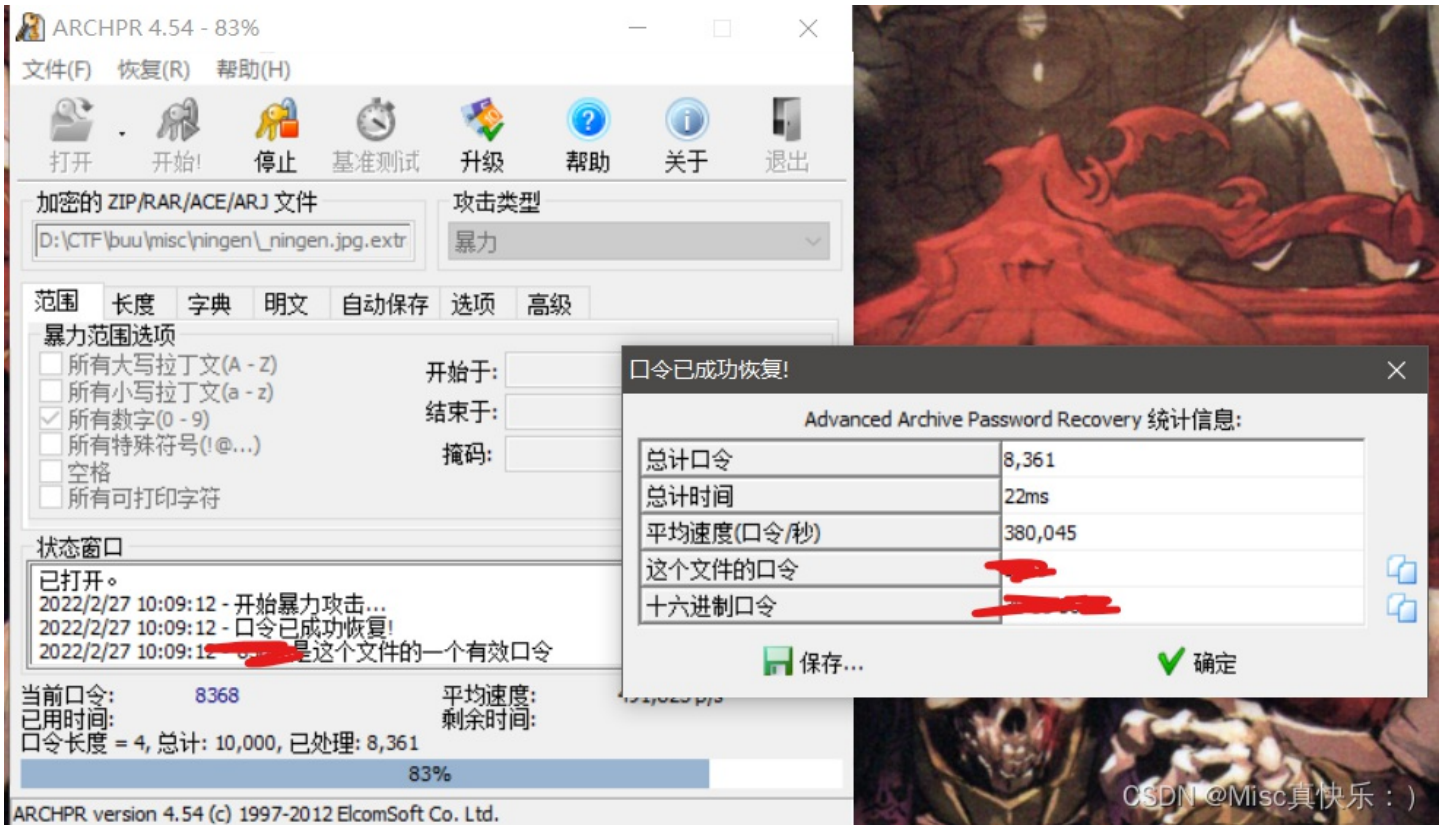 ARCHPR 4.54 - 83%
文件(F) 恢复(R) 帮助(H)
打开 开始! 停止 基准测试 升级 帮助 关于 退出
加密的 ZIP/RAR/ACE/ARJ 文件
攻击类型
D:\CTF\buu\misc\ningen\_ningen.jpg.extr
暴力
范围 长度 字典 明文 自动保存 选项 高级
暴力范围选项
所有大写拉丁文(A - Z)
所有小写拉丁文(a - z)
所有数字(0 - 9)
所有特殊符号(!@...)
空格
所有可打印字符
开始于:
结束于:
掩码:
口令已成功恢复!
Advanced Archive Password Recovery 统计信息:
总计口令 8,361
总计时间 22ms
平均速度(口令/秒) 380,045
这个文件的口令
十六进制口令
保存... 确定
状态窗口
已打开。
2022/2/27 10:09:12 - 开始暴力攻击...
2022/2/27 10:09:12 - 口令已成功恢复!
2022/2/27 10:09:12 - 是这个文件的一个有效口令
当前口令: 8368 平均速度:
已用时间: 剩余时间:
口令长度 = 4, 总计: 10,000, 已处理: 8,361
83%
ARCHPR version 4.54 (c) 1997-2012 ElcomSoft Co. Ltd.
CSDN @Misc真快乐：)